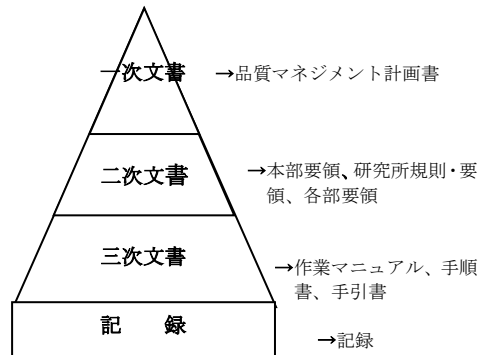 一次文書 →品質マネジメント計画書
二次文書 →本部要領、研究所規則・要
領、各部要領
三次文書 →作業マニュアル、手順
書、手引書
記　録 →記録